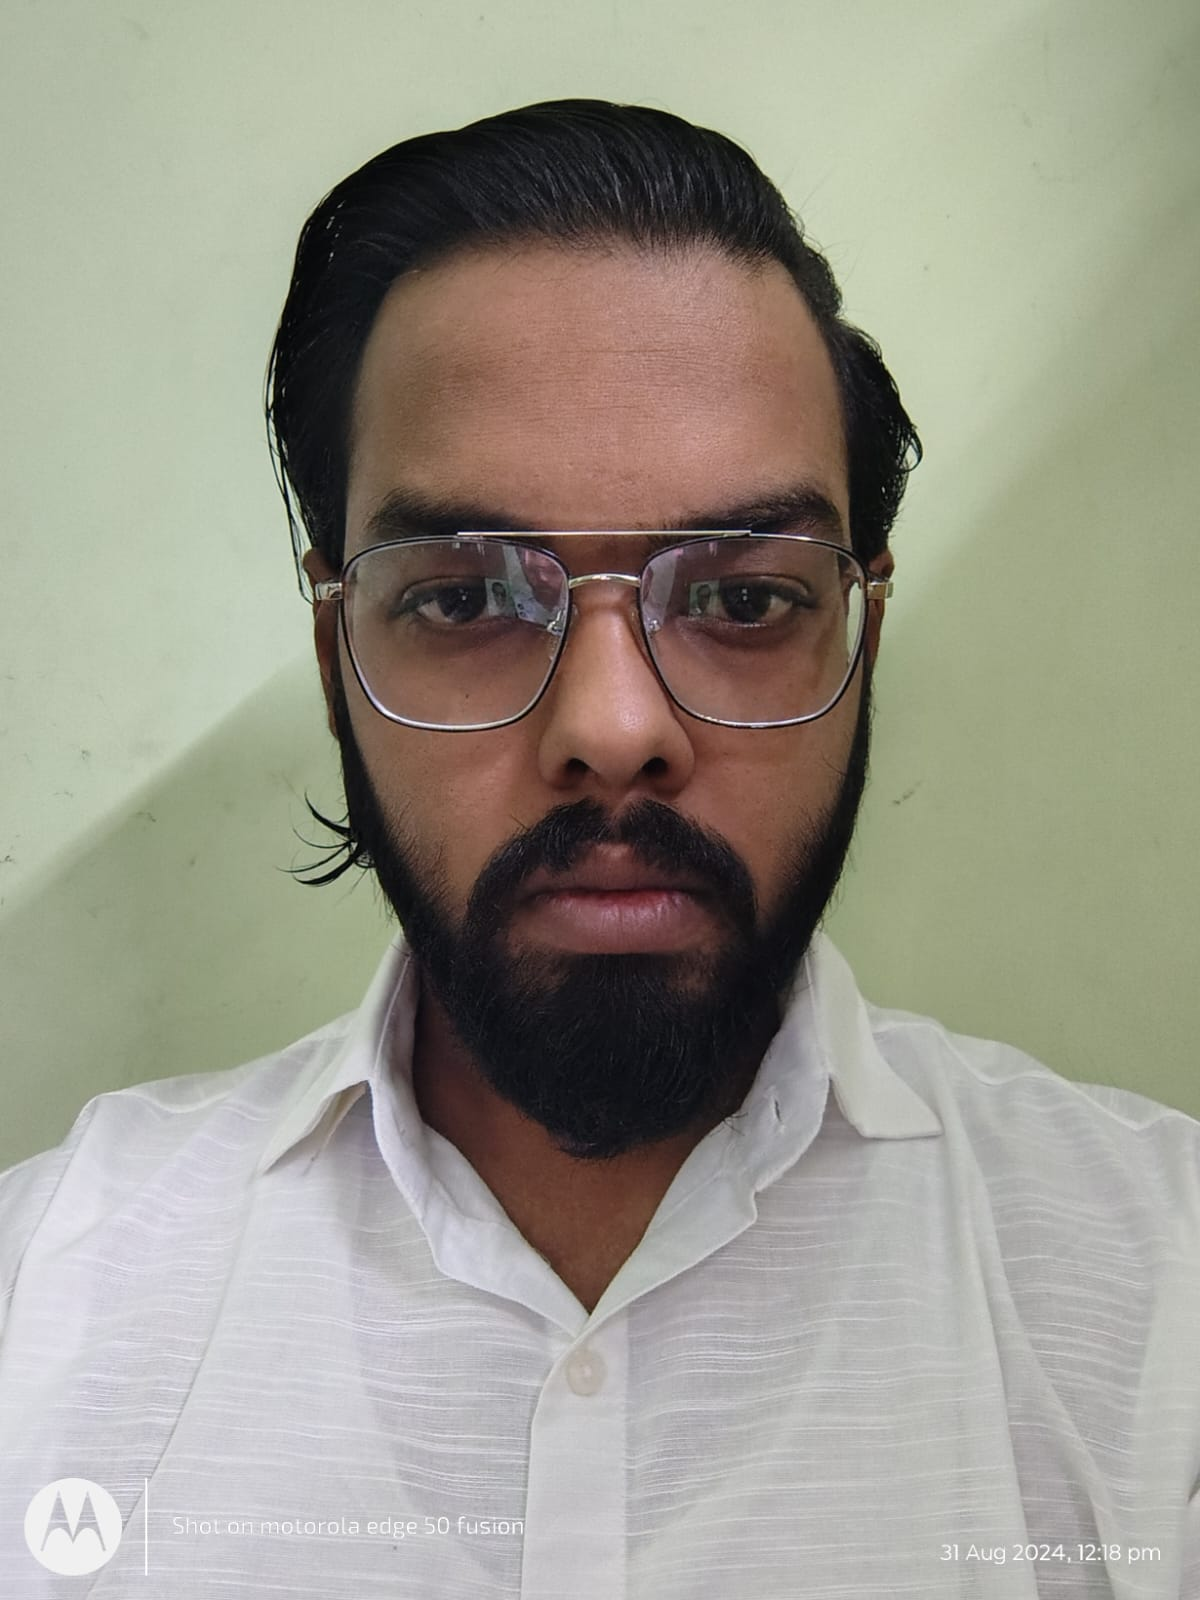 Shot on motorola edge 50 fusion
31 Aug 2024, 12:18 pm